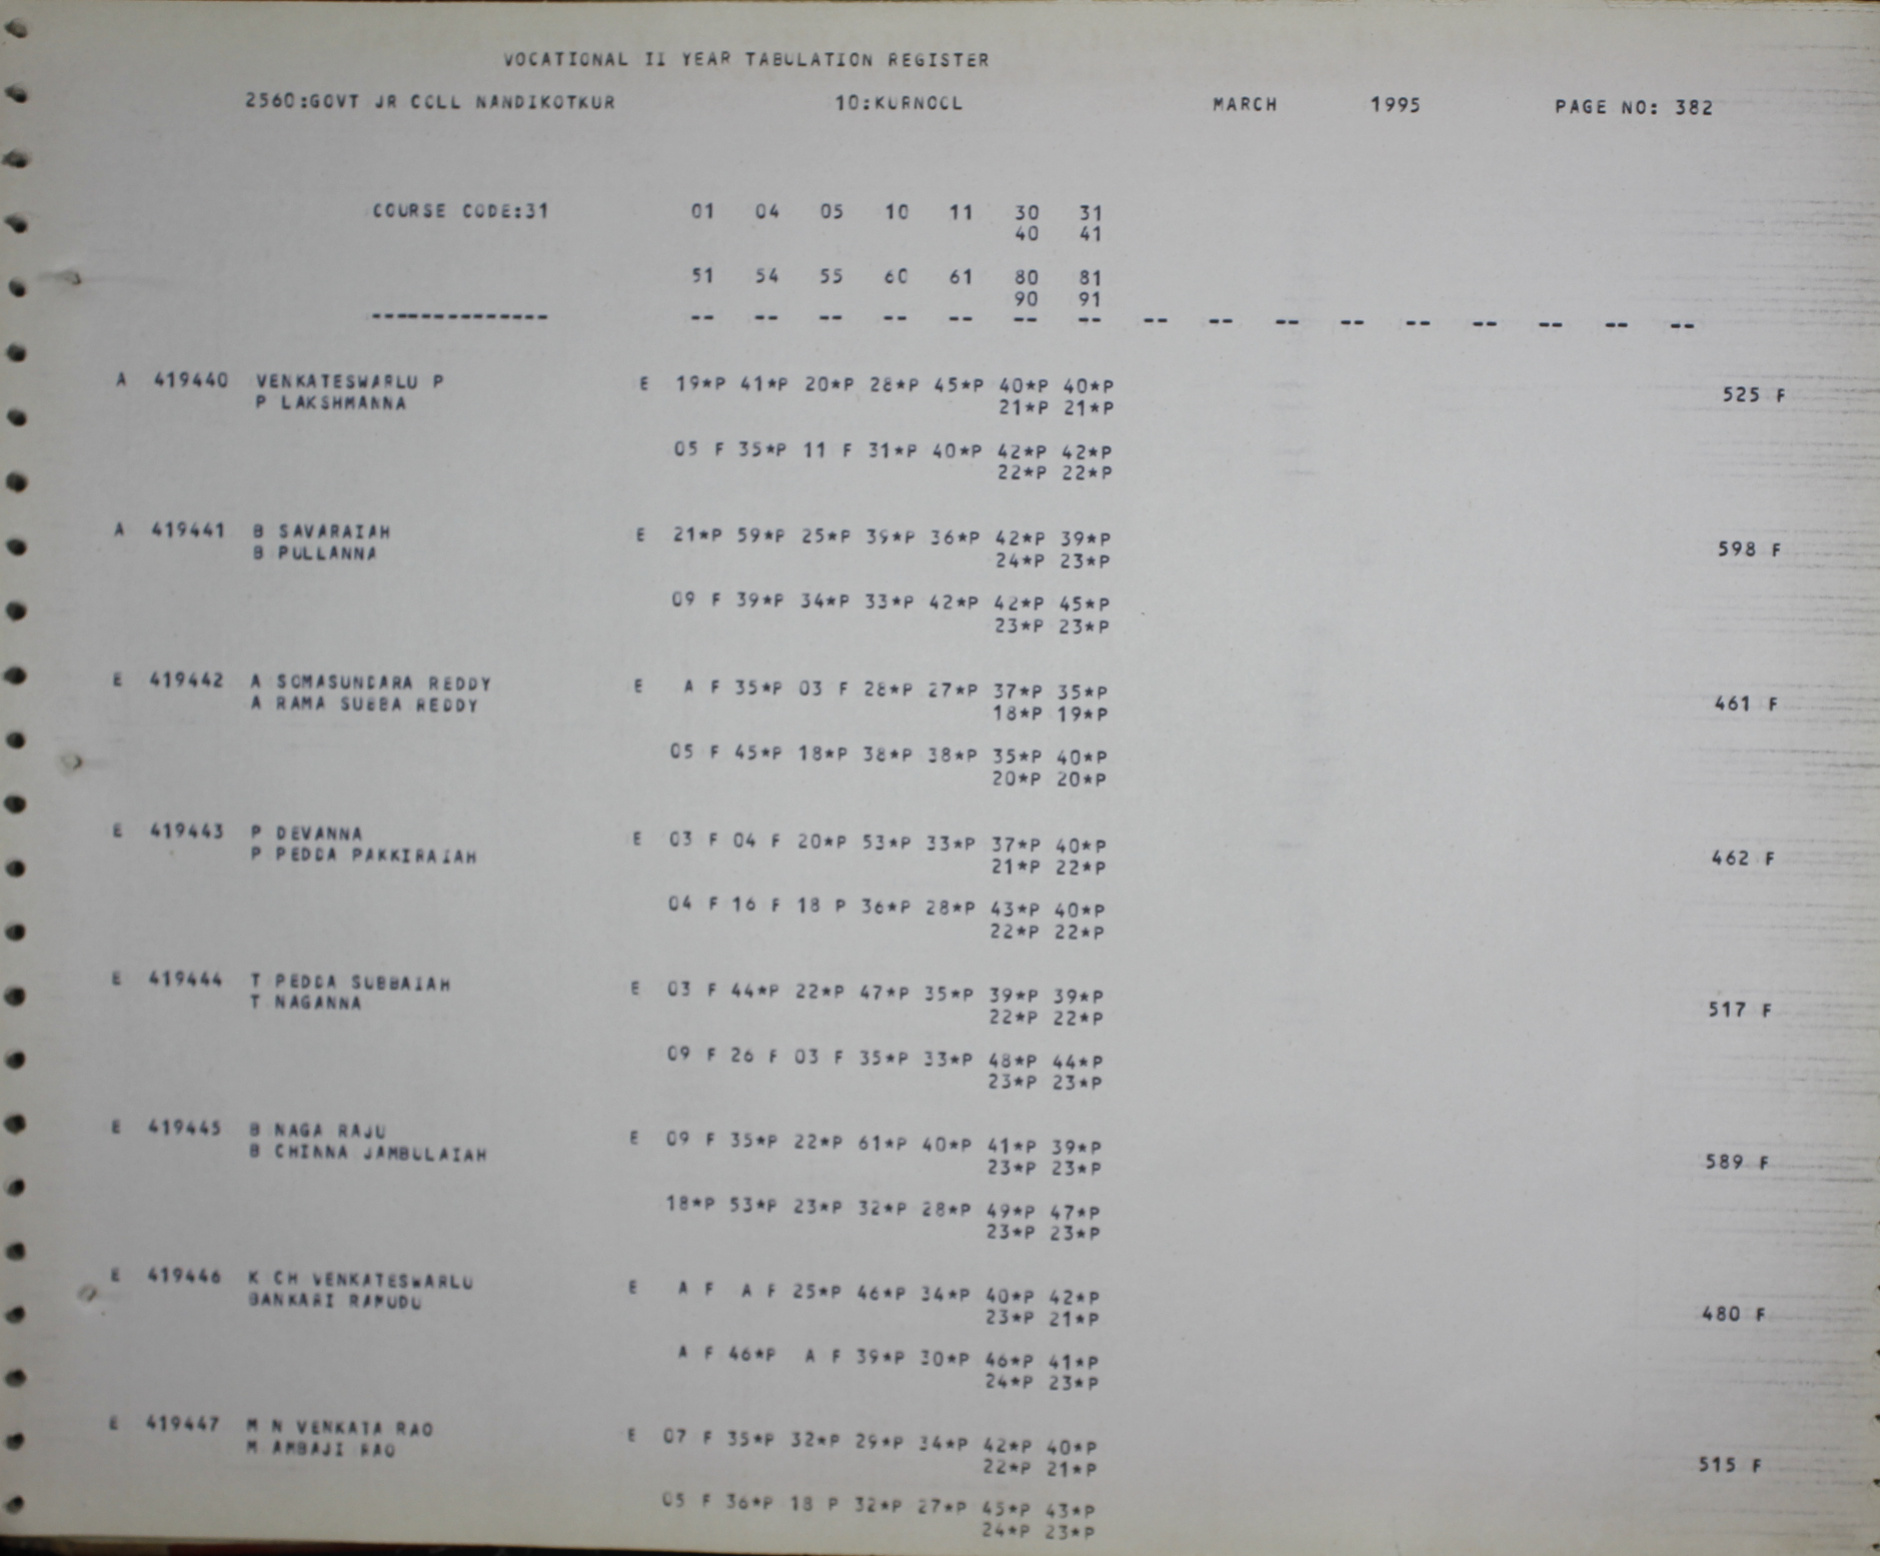 VOCATIONAL II YEAR TABULATION REGISTER
2560:GOVT JR COLL NANDIKOTKUR 10:KURNOOL MARCH 1995 PAGE NO: 382
COURSE CODE:31 01 04 05 10 11 30 31
40 41
51 54 55 60 61 80 81
90 91
-------------- -- -- -- -- -- -- -- -- -- -- -- -- -- -- -- --
A 419440 VENKATESWARLU P E 19*P 41*P 20*P 28*P 45*P 40*P 40*P 525 F
P LAKSHMANNA 21*P 21*P
05 F 35*P 11 F 31*P 40*P 42*P 42*P
22*P 22*P
A 419441 B SAVARAIAH E 21*P 59*P 25*P 39*P 36*P 42*P 39*P 598 F
B PULLANNA 24*P 23*P
09 F 39*P 34*P 33*P 42*P 42*P 45*P
23*P 23*P
E 419442 A SOMASUNDARA REDDY E A F 35*P 03 F 28*P 27*P 37*P 35*P 461 F
A RAMA SUBBA REDDY 18*P 19*P
05 F 45*P 18*P 38*P 38*P 35*P 40*P
20*P 20*P
E 419443 P DEVANNA E 03 F 04 F 20*P 53*P 33*P 37*P 40*P 462 F
P PEDDA PAKKIRAIAH 21*P 22*P
04 F 16 F 18 P 36*P 28*P 43*P 40*P
22*P 22*P
E 419444 T PEDDA SUBBAIAH E 03 F 44*P 22*P 47*P 35*P 39*P 39*P 517 F
T NAGANNA 22*P 22*P
09 F 26 F 03 F 35*P 33*P 48*P 44*P
23*P 23*P
E 419445 B NAGA RAJU E 09 F 35*P 22*P 61*P 40*P 41*P 39*P 589 F
B CHINNA JAMBULAIAH 23*P 23*P
18*P 53*P 23*P 32*P 28*P 49*P 47*P
23*P 23*P
E 419446 K CH VENKATESWARLU E A F A F 25*P 46*P 34*P 40*P 42*P 480 F
BANKARI RAMUDU 23*P 21*P
A F 46*P A F 39*P 30*P 46*P 41*P
24*P 23*P
E 419447 M N VENKATA RAO E 07 F 35*P 32*P 29*P 34*P 42*P 40*P 515 F
M AMBAJI RAO 22*P 21*P
05 F 36*P 18 P 32*P 27*P 45*P 43*P
24*P 23*P